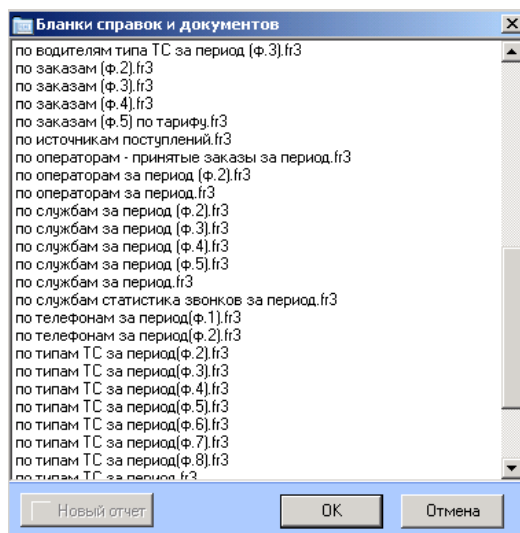 Бланки справок и документов
по водителям типа ТС за период (ф.3).fr3
по заказам (ф.2).fr3
по заказам (ф.3).fr3
по заказам (ф.4).fr3
по заказам (ф.5) по тарифу.fr3
по источникам поступлений.fr3
по операторам - принятые заказы за период.fr3
по операторам за период (ф.2).fr3
по операторам за период.fr3
по службам за период (ф.2).fr3
по службам за период (ф.3).fr3
по службам за период (ф.4).fr3
по службам за период (ф.5).fr3
по службам за период.fr3
по службам статистика звонков за период.fr3
по телефонам за период(ф.1).fr3
по телефонам за период(ф.2).fr3
по типам ТС за период(ф.2).fr3
по типам ТС за период(ф.3).fr3
по типам ТС за период(ф.4).fr3
по типам ТС за период(ф.5).fr3
по типам ТС за период(ф.6).fr3
по типам ТС за период(ф.7).fr3
по типам ТС за период(ф.8).fr3
по типам ТС за период.fr3
Новый отчет
OK
Отмена